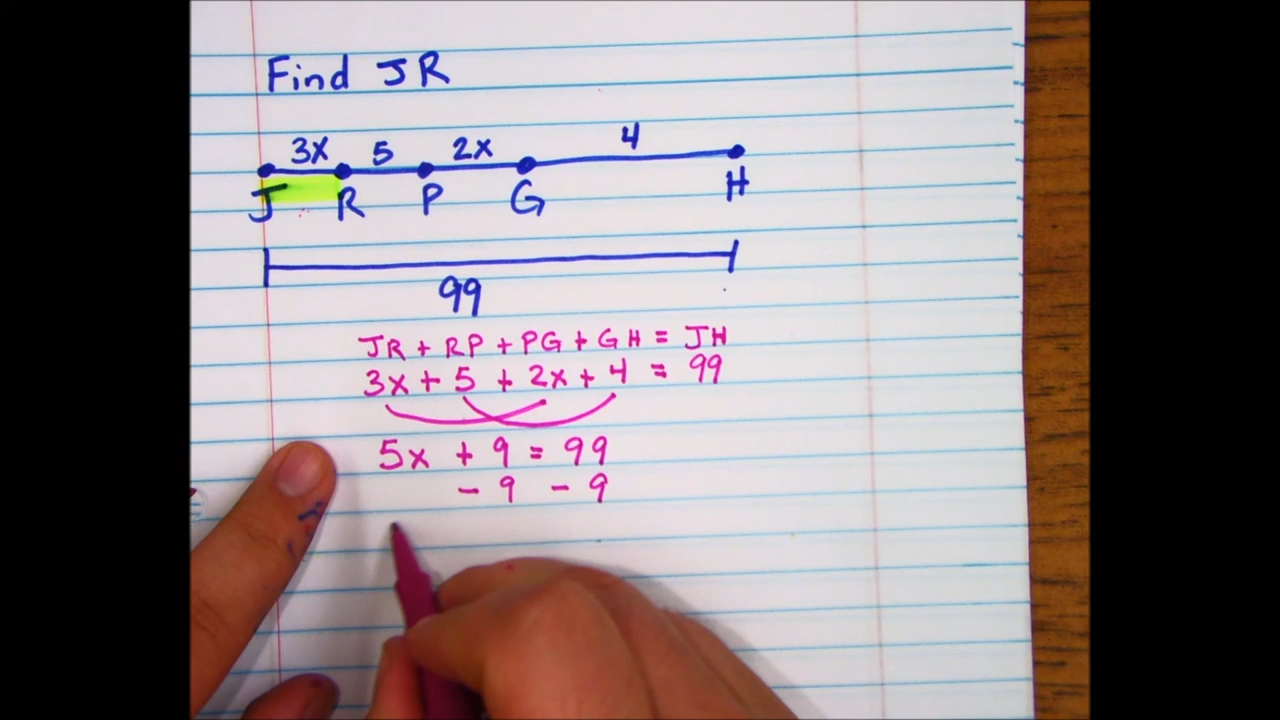 Find JR
3x 5 2x 4
J R P G H
99
JR + RP + PG + GH = JH
3x + 5 + 2x + 4 = 99
5x + 9 = 99
- 9 - 9